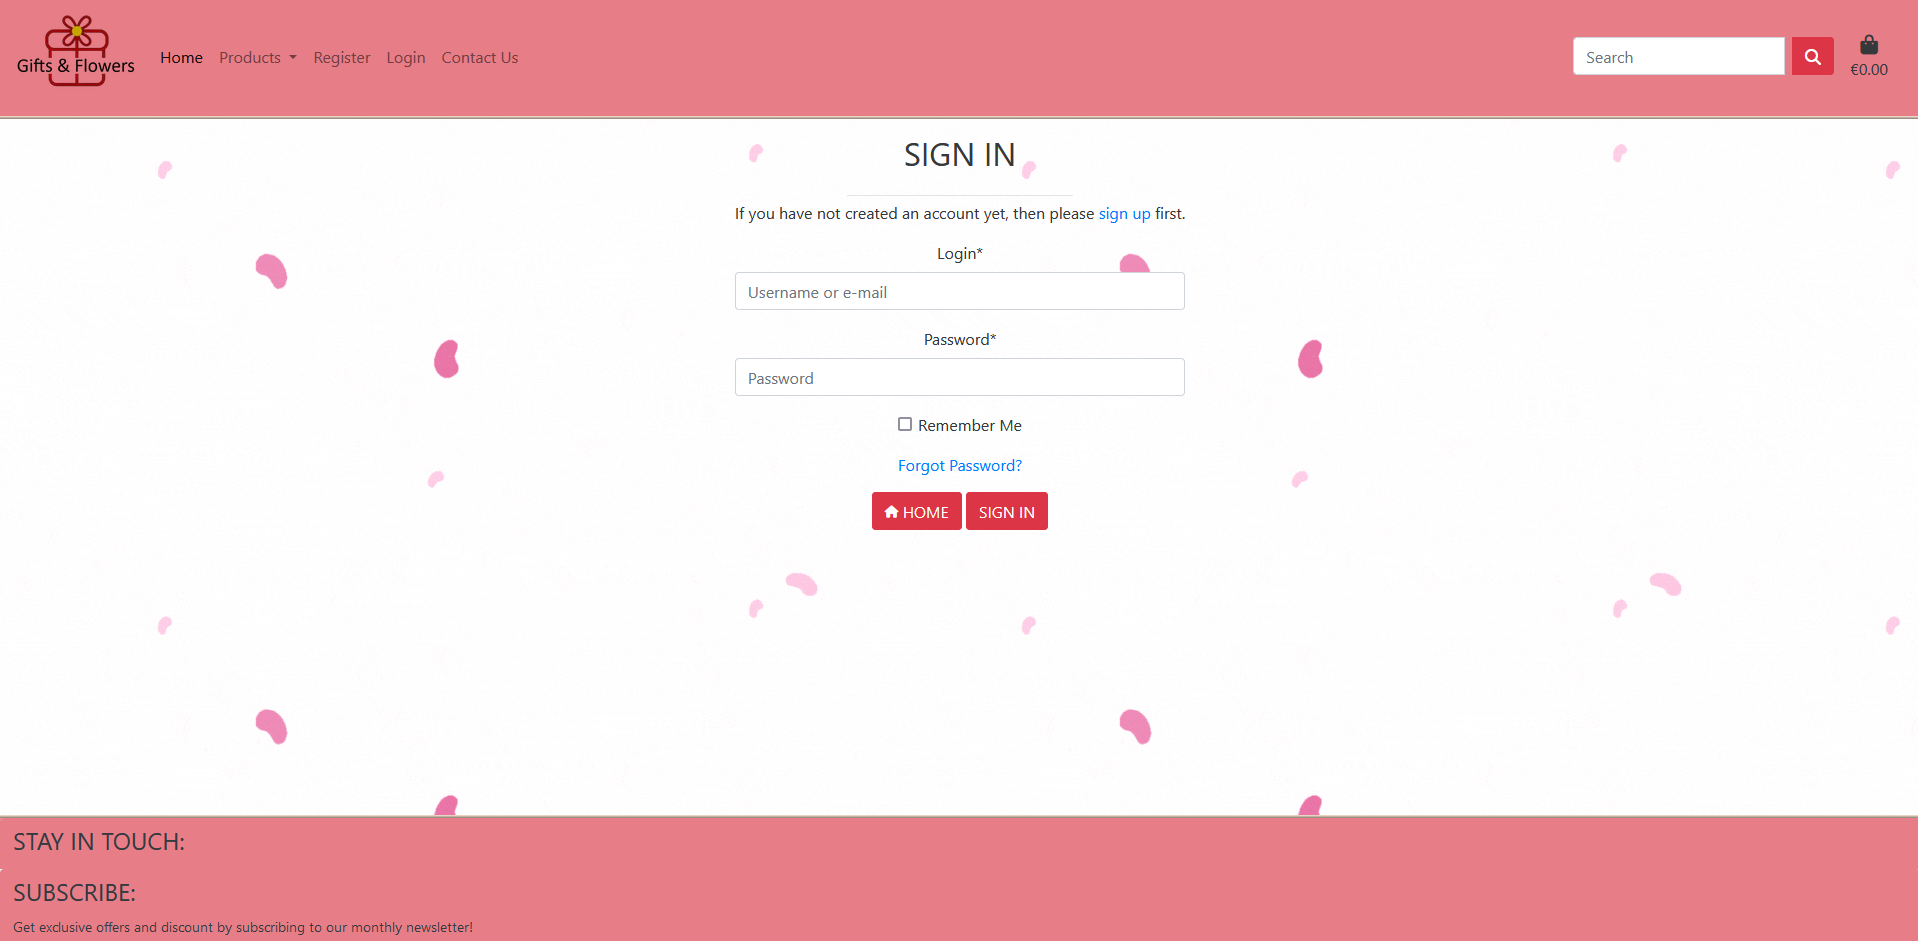 Gifts & Flowers
Home Products Register Login Contact Us
Search
€0.00
SIGN IN
If you have not created an account yet, then please sign up first.
Login*
Username or e-mail
Password*
Password
Remember Me
Forgot Password?
HOME SIGN IN
STAY IN TOUCH:
SUBSCRIBE:
Get exclusive offers and discount by subscribing to our monthly newsletter!